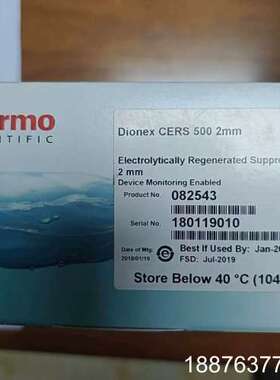 rmo
NTIFIC
Dionex CERS 500 2mm
Electrolytically Regenerated Suppre
2 mm
Device Monitoring Enabled
Product No. 082543
Serial No. 180119010
Date of Mfg. Best If Used By: Jan-20
2018/01/19 FSD: Jul-2019
Store Below 40 °C (104
18876377